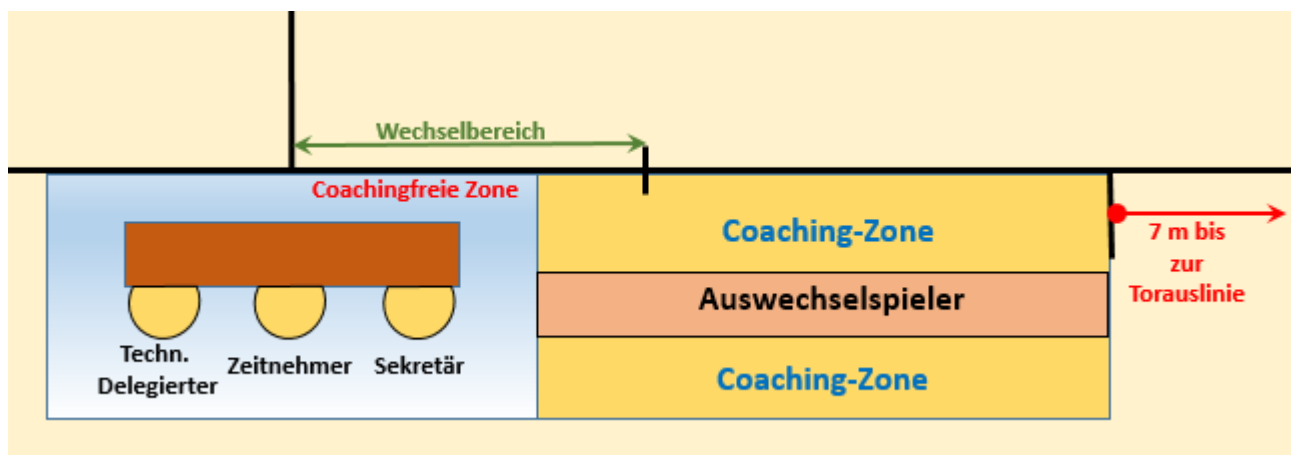 Wechselbereich
Coachingfreie Zone
Coaching-Zone
7 m bis
zur
Torauslinie
Auswechselspieler
Techn.
Delegierter
Zeitnehmer
Sekretär
Coaching-Zone